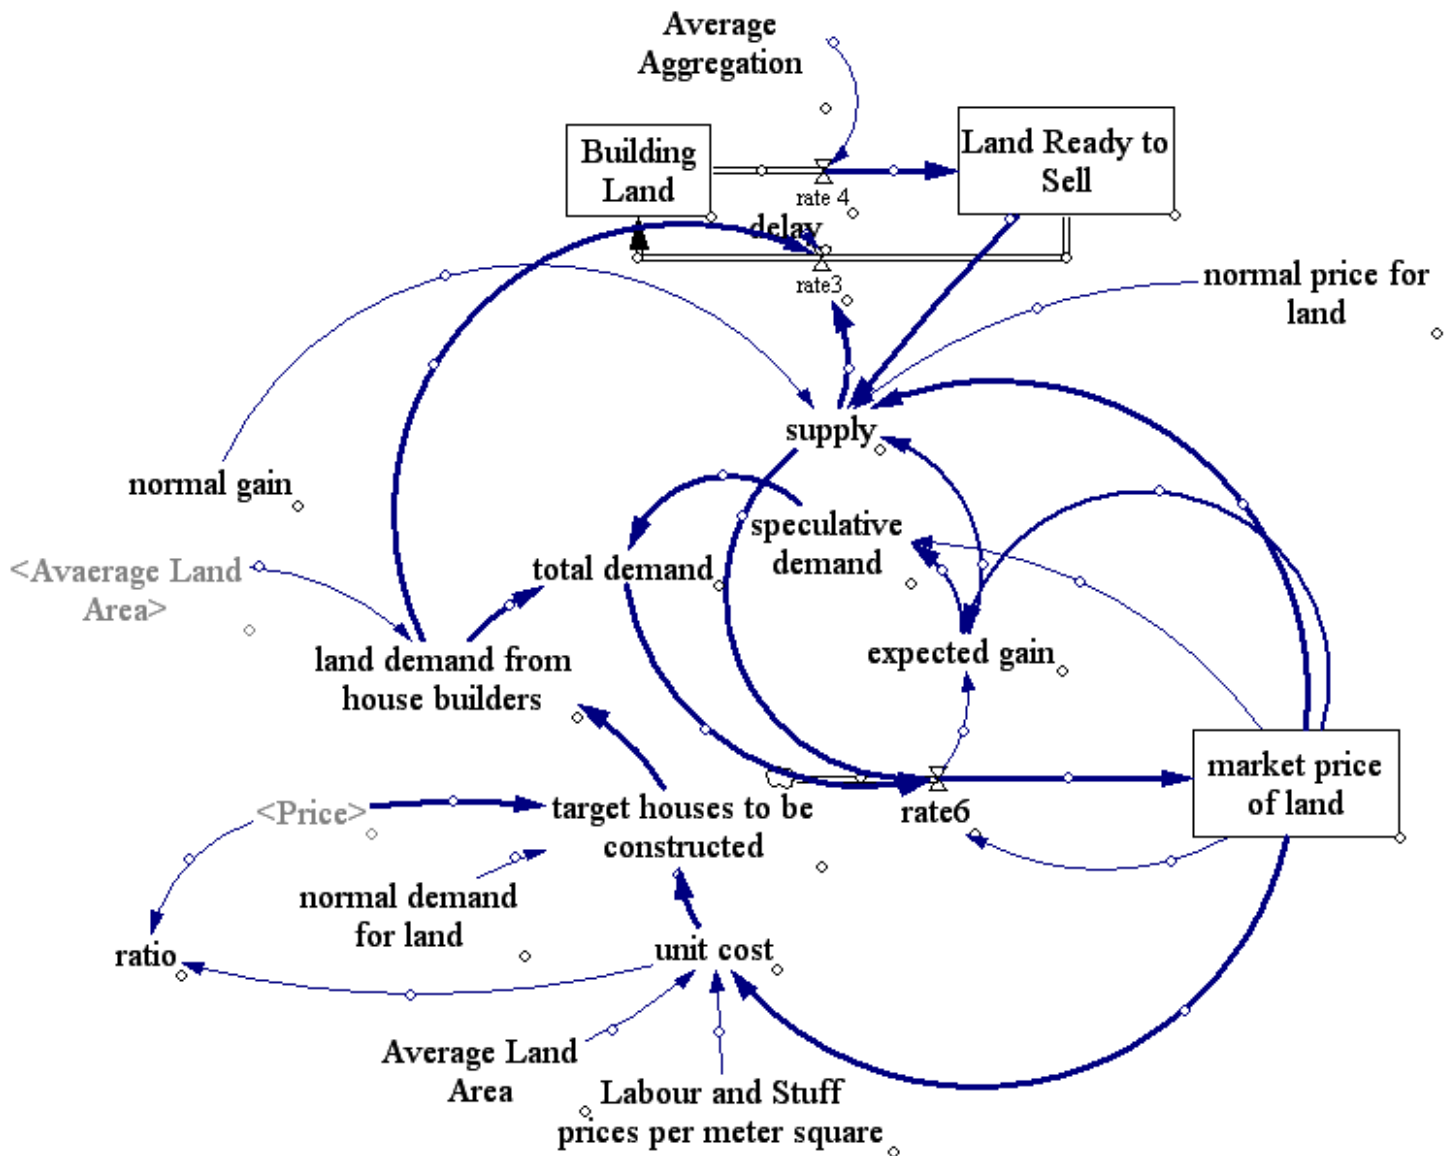 Average
Aggregation
Building
Land
Land Ready to
Sell
rate 4
delay
rate3
normal price for
land
supply
normal gain
speculative
demand
<Avaerage Land
Area>
total demand
land demand from
house builders
expected gain
market price
of land
<Price>
target houses to be
constructed
rate6
normal demand
for land
ratio
unit cost
Average Land
Area
Labour and Stuff
prices per meter square